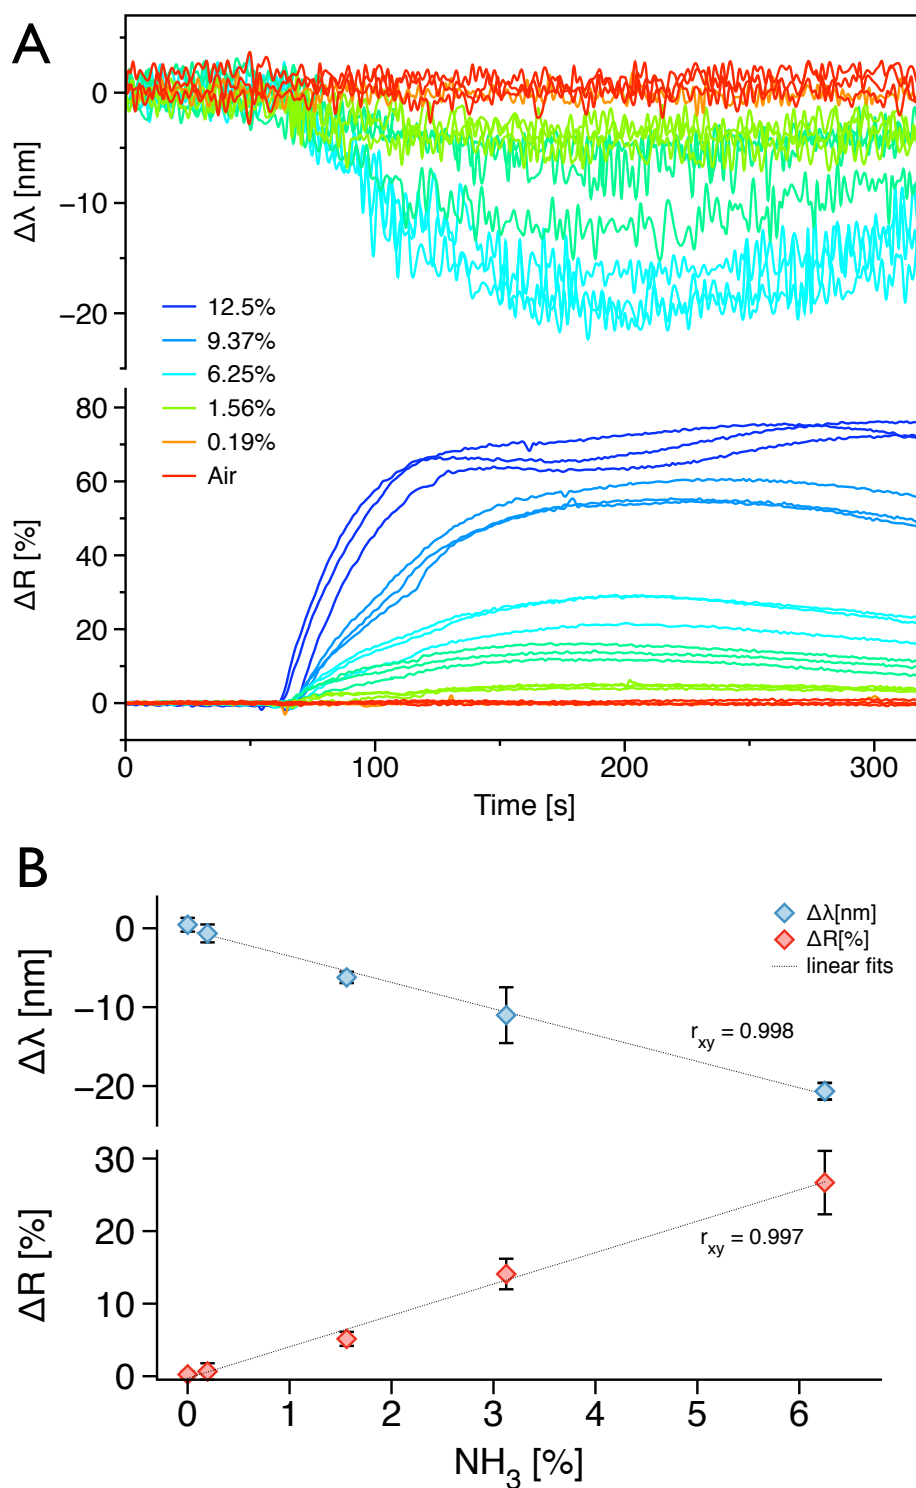 A
Δλ [nm]
0
−10
−20
12.5%
9.37%
6.25%
1.56%
0.19%
Air
ΔR [%]
80
60
40
20
0
0 100 200 300
Time [s]
B
Δλ [nm]
0
−10
−20
Δλ[nm]
ΔR[%]
linear fits
r_xy = 0.998
ΔR [%]
30
20
10
0
r_xy = 0.997
0 1 2 3 4 5 6
NH₃ [%]